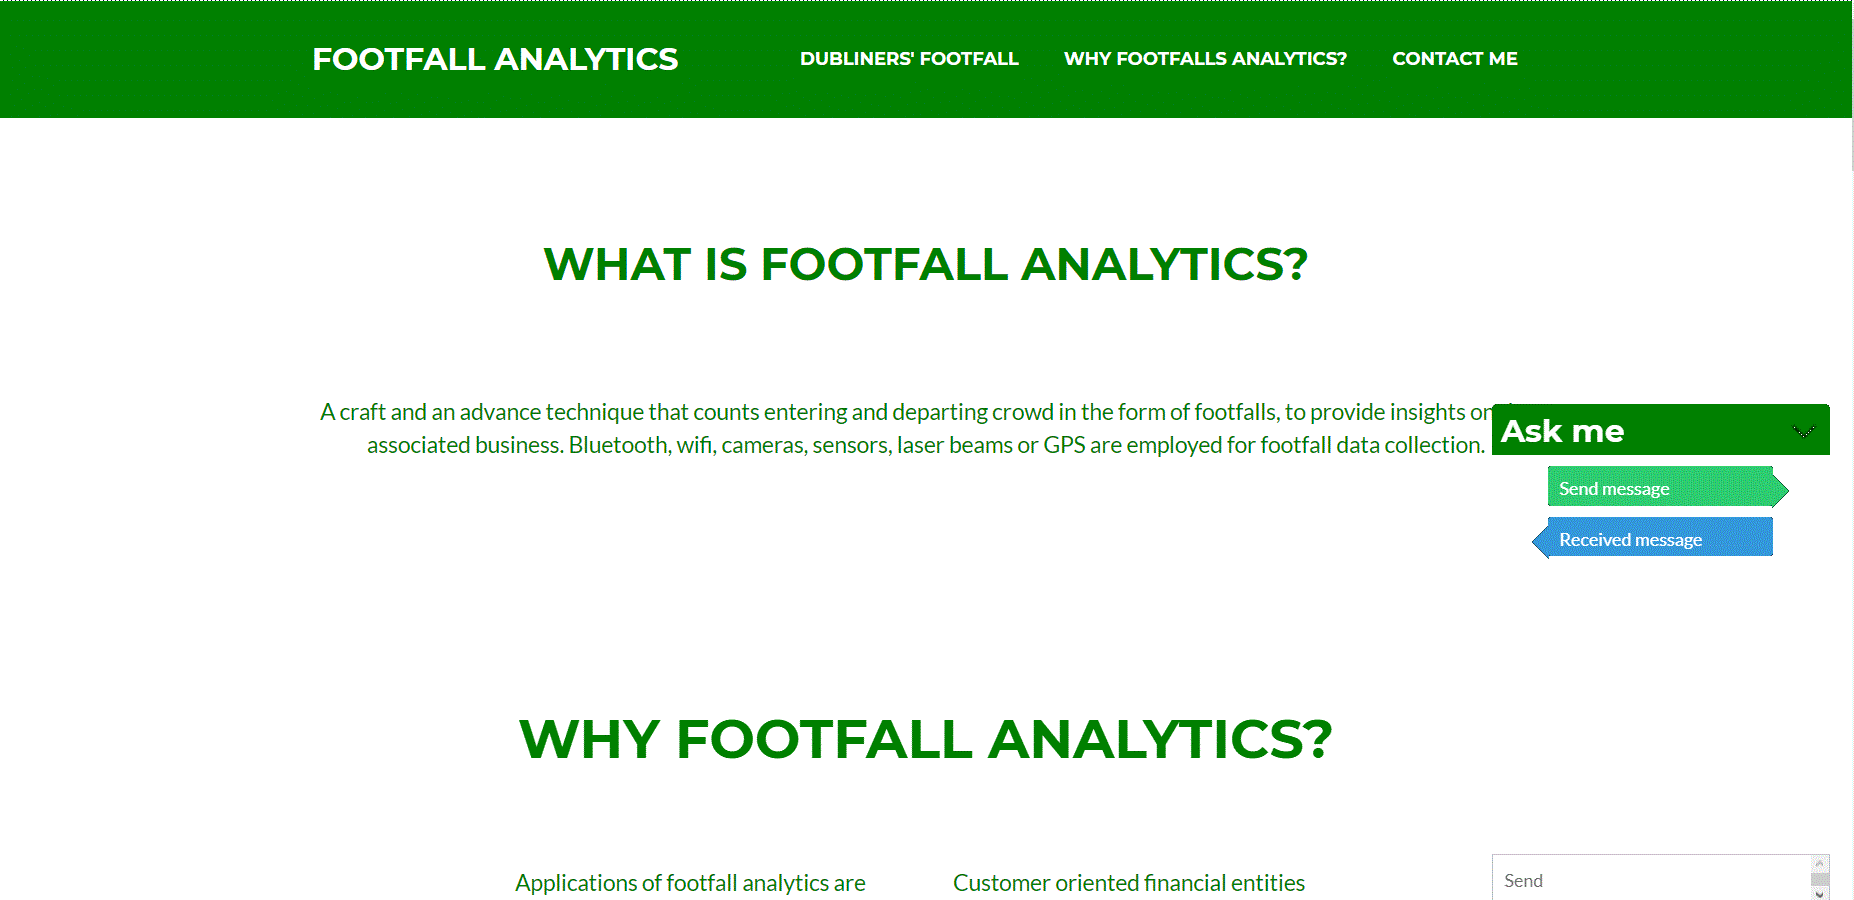 FOOTFALL ANALYTICS
DUBLINERS' FOOTFALL
WHY FOOTFALLS ANALYTICS?
CONTACT ME
WHAT IS FOOTFALL ANALYTICS?
A craft and an advance technique that counts entering and departing crowd in the form of footfalls, to provide insights on
associated business. Bluetooth, wifi, cameras, sensors, laser beams or GPS are employed for footfall data collection.
Ask me
Send message
Received message
WHY FOOTFALL ANALYTICS?
Applications of footfall analytics are
Customer oriented financial entities
Send